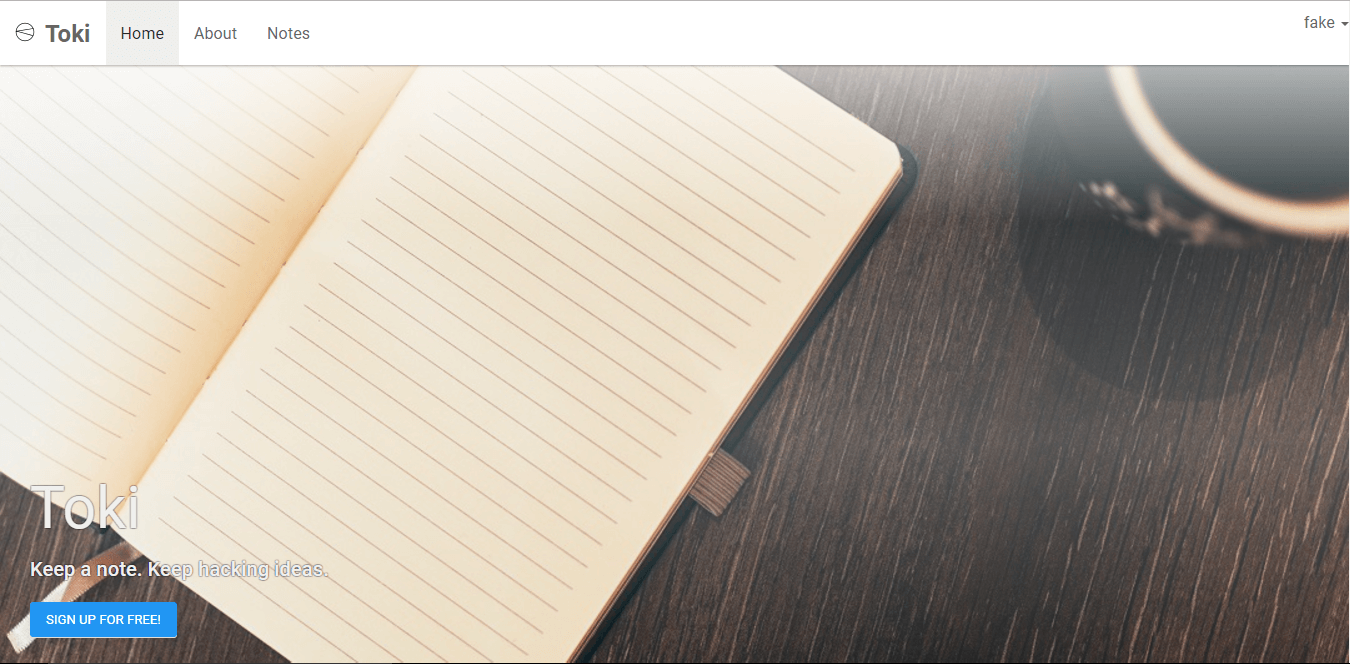 Toki
Home
About
Notes
fake
Toki
Keep a note. Keep hacking ideas.
SIGN UP FOR FREE!